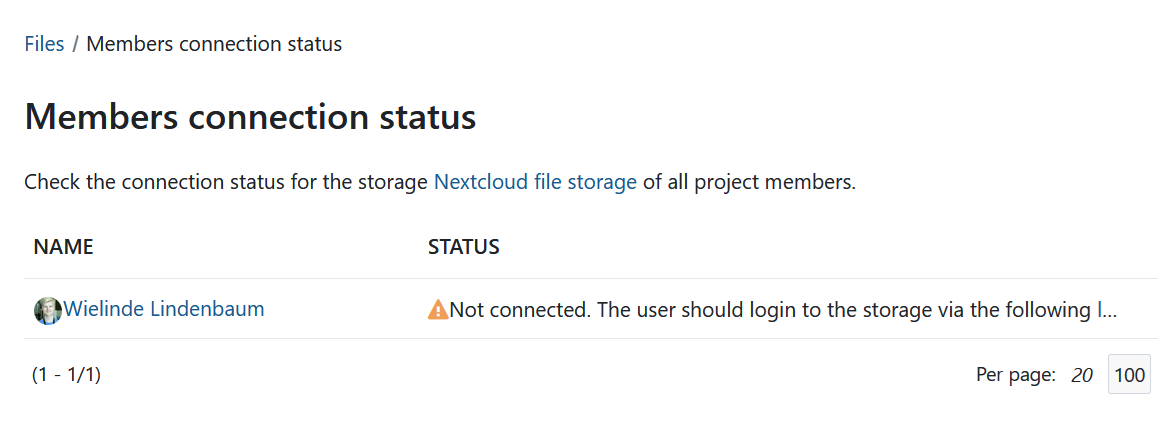 Files / Members connection status
Members connection status
Check the connection status for the storage Nextcloud file storage of all project members.
NAME STATUS
Wielinde Lindenbaum Not connected. The user should login to the storage via the following l...
(1 - 1/1) Per page: 20 100